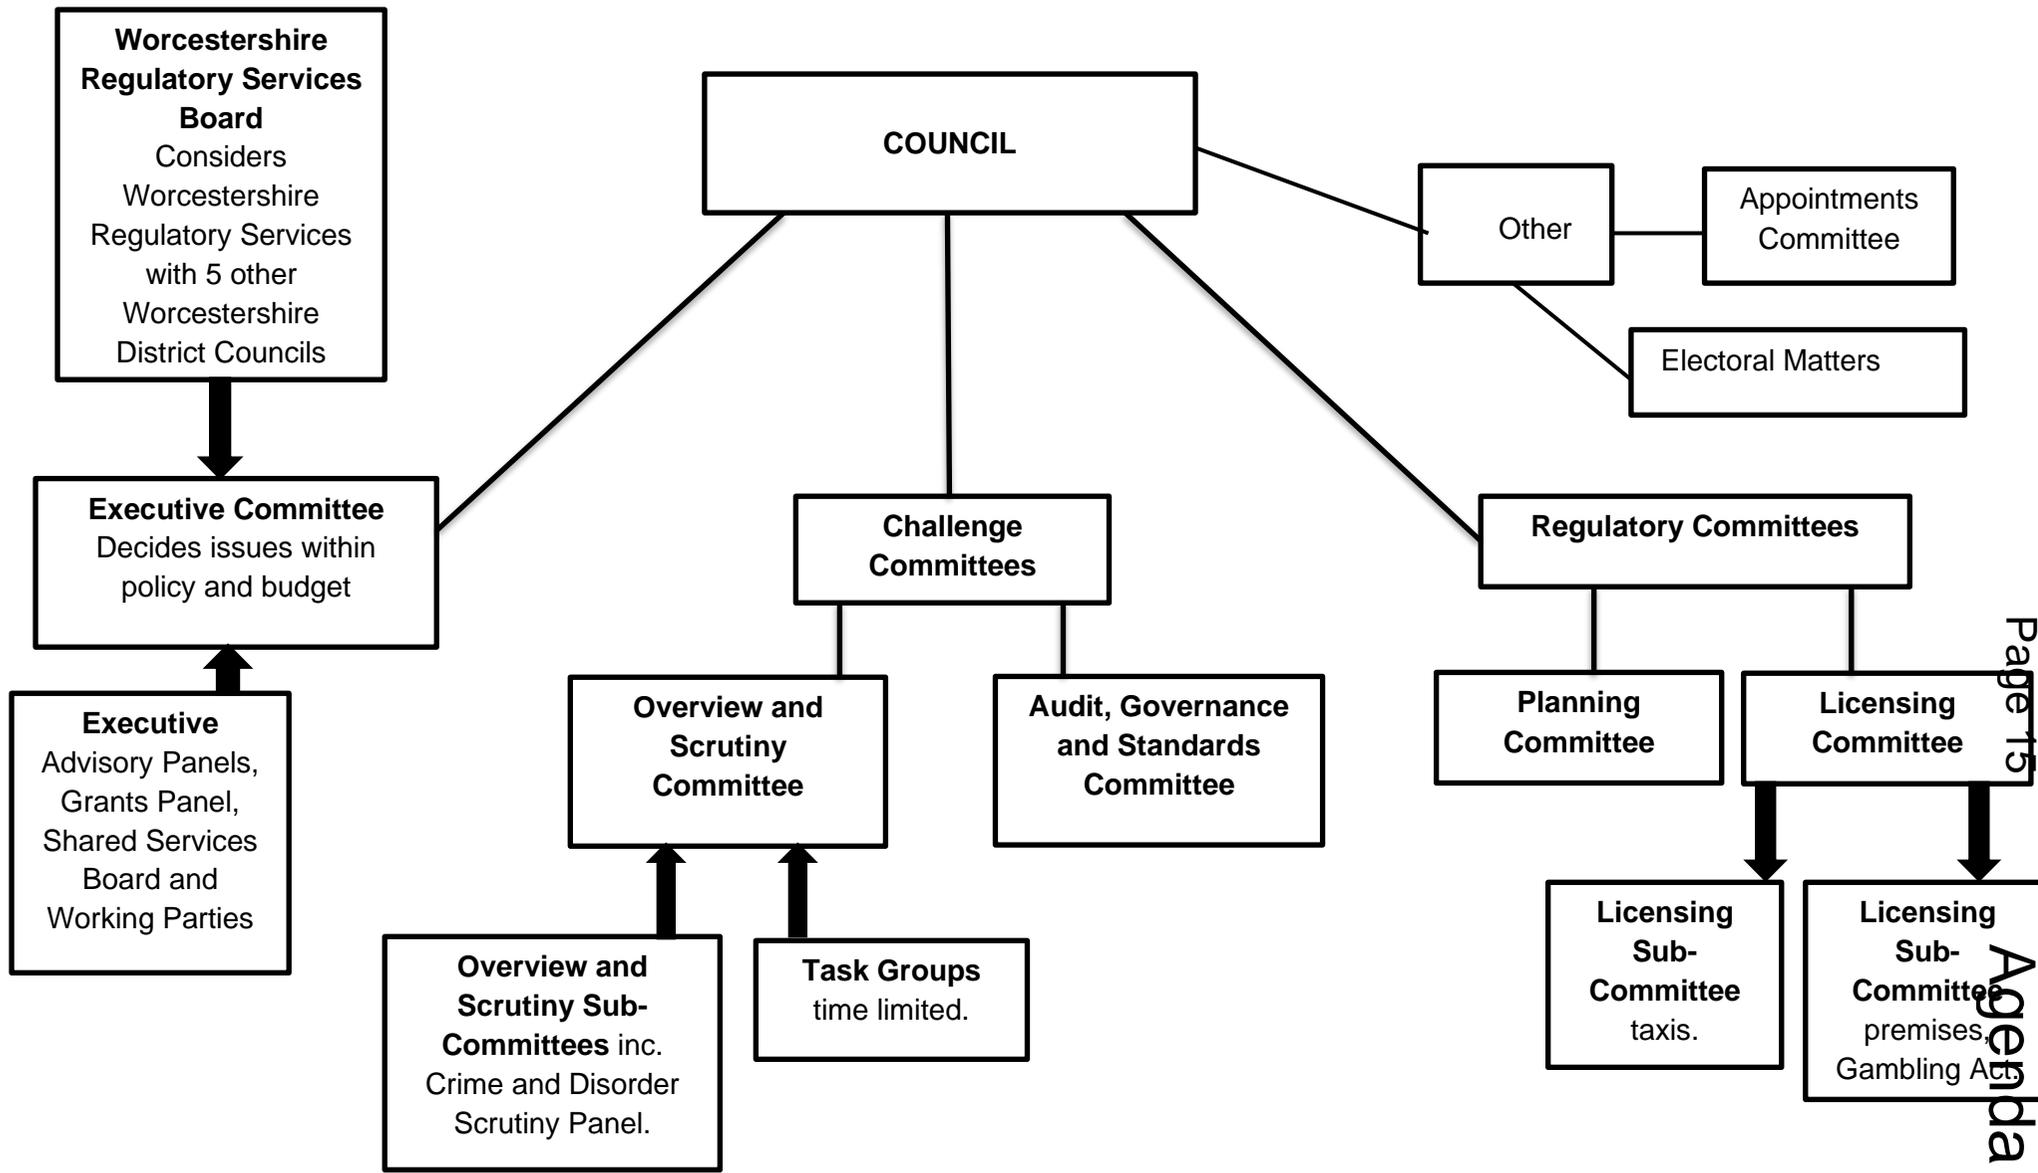 Worcestershire
Regulatory Services
Board
Considers
Worcestershire
Regulatory Services
with 5 other
Worcestershire
District Councils
COUNCIL
Other
Appointments
Committee
Electoral Matters
Executive Committee
Decides issues within
policy and budget
Challenge
Committees
Regulatory Committees
Executive
Advisory Panels,
Grants Panel,
Shared Services
Board and
Working Parties
Overview and
Scrutiny
Committee
Audit, Governance
and Standards
Committee
Planning
Committee
Licensing
Committee
Overview and
Scrutiny Sub-
Committees inc.
Crime and Disorder
Scrutiny Panel.
Task Groups
time limited.
Licensing
Sub-
Committee
taxis.
Licensing
Sub-
Committee
premises,
Gambling Act.
Page 15
Agenda